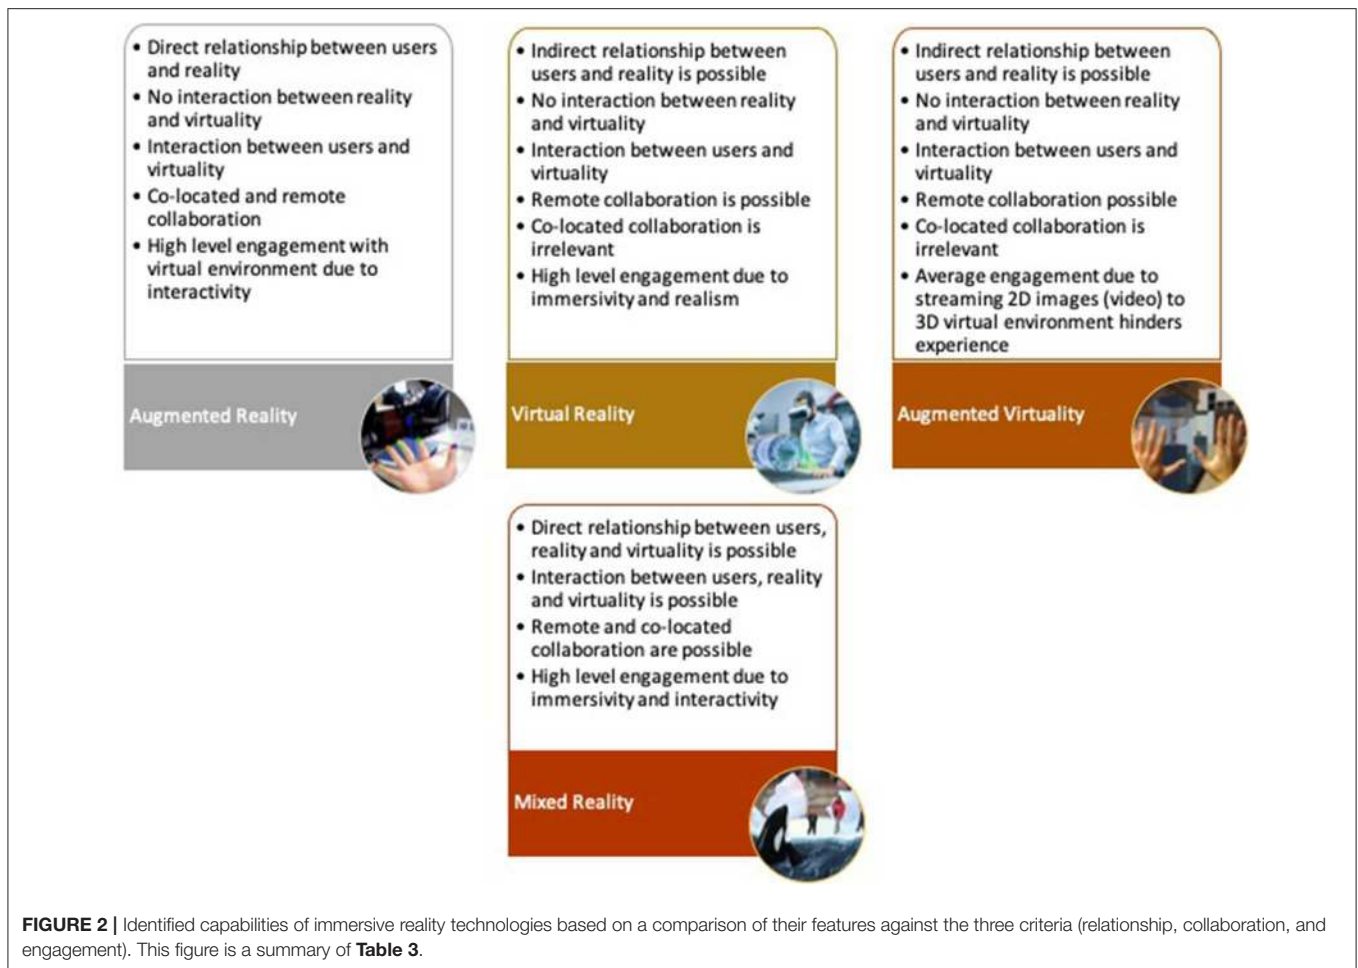 • Direct relationship between users
and reality
• No interaction between reality
and virtuality
• Interaction between users and
virtuality
• Co-located and remote
collaboration
• High level engagement with
virtual environment due to
interactivity
Augmented Reality
• Indirect relationship between
users and reality is possible
• No interaction between reality
and virtuality
• Interaction between users and
virtuality
• Remote collaboration is possible
• Co-located collaboration is
irrelevant
• High level engagement due to
immersivity and realism
Virtual Reality
• Indirect relationship between
users and reality is possible
• No interaction between reality
and virtuality
• Interaction between users and
virtuality
• Remote collaboration possible
• Co-located collaboration is
irrelevant
• Average engagement due to
streaming 2D images (video) to
3D virtual environment hinders
experience
Augmented Virtuality
• Direct relationship between users,
reality and virtuality is possible
• Interaction between users, reality
and virtuality is possible
• Remote and co-located
collaboration are possible
• High level engagement due to
immersivity and interactivity
Mixed Reality
FIGURE 2 | Identified capabilities of immersive reality technologies based on a comparison of their features against the three criteria (relationship, collaboration, and
engagement). This figure is a summary of Table 3.